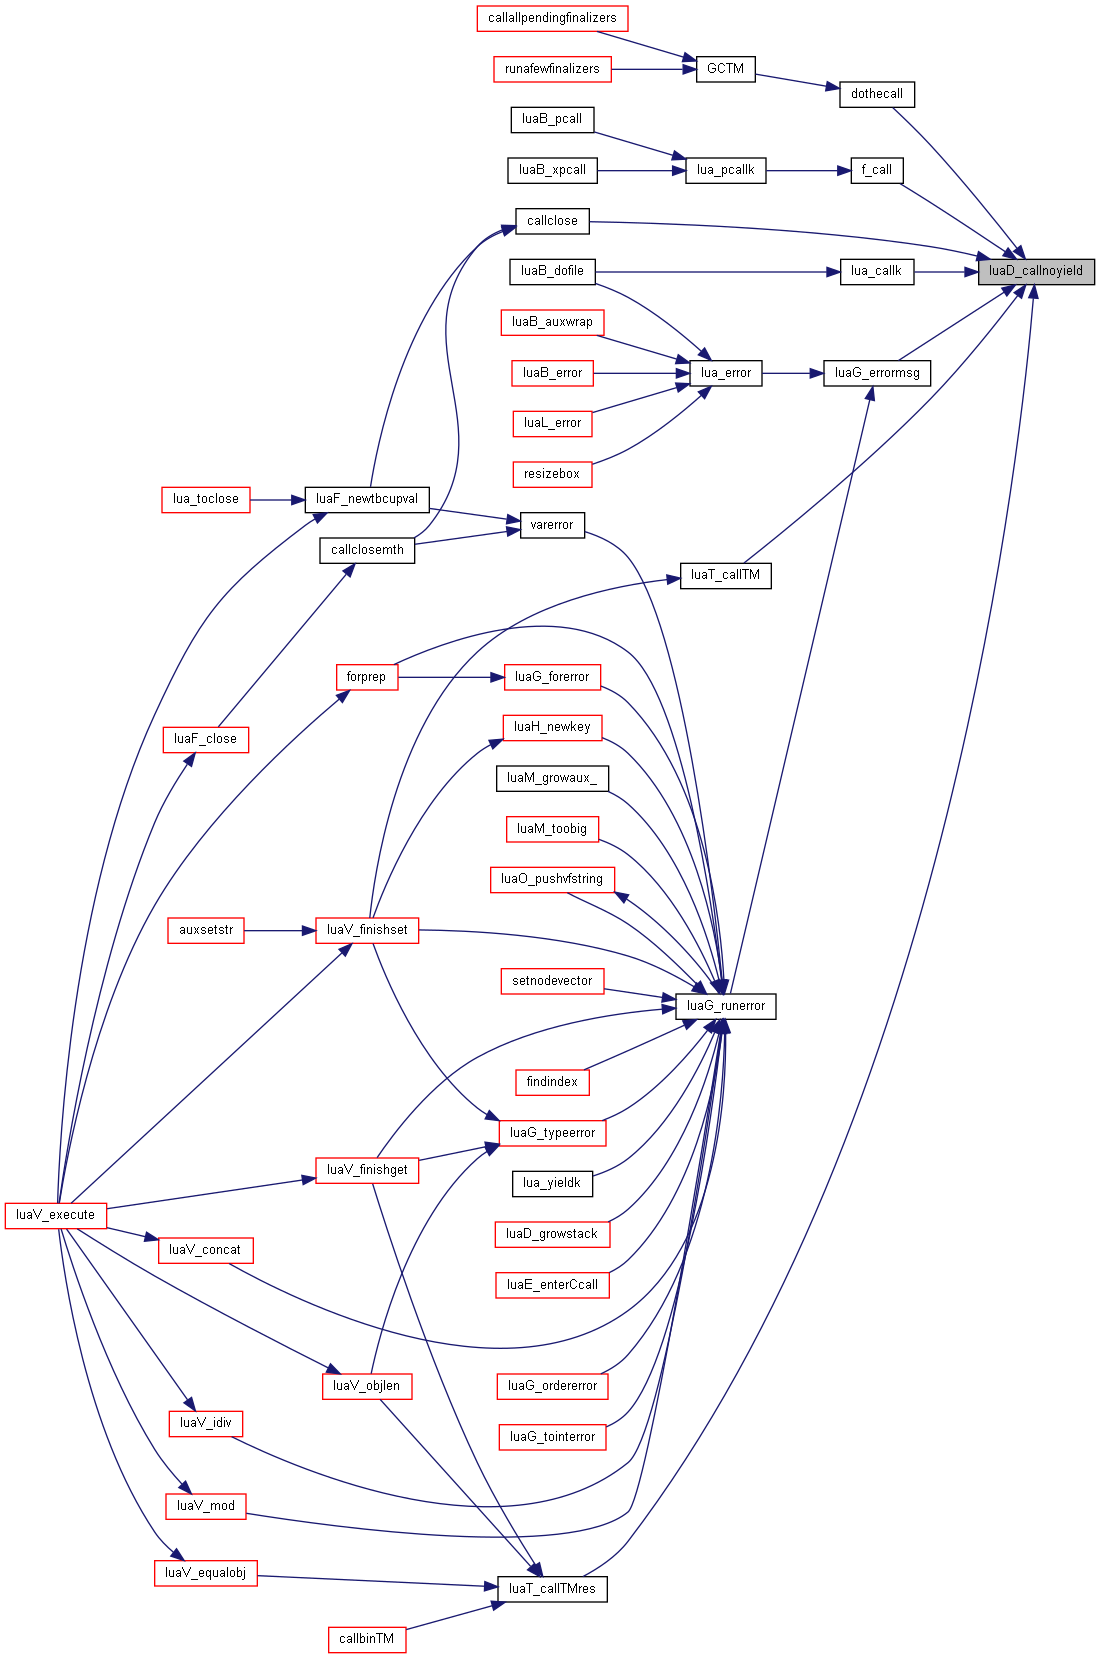 callallpendingfinalizers
runafewfinalizers
GCTM
dothecall
luaB_pcall
luaB_xpcall
lua_pcallk
f_call
callclose
luaB_dofile
lua_callk
luaD_callnoyield
luaB_auxwrap
luaB_error
lua_error
luaG_errormsg
luaL_error
resizebox
lua_toclose
luaF_newtbcupval
varerror
callclosemth
luaT_callTM
forprep
luaG_forerror
luaF_close
luaH_newkey
luaM_growaux_
luaM_toobig
luaO_pushvfstring
auxsetstr
luaV_finishset
setnodevector
luaG_runerror
findindex
luaG_typeerror
luaV_finishget
lua_yieldk
luaV_execute
luaD_growstack
luaV_concat
luaE_enterCcall
luaV_objlen
luaG_ordererror
luaV_idiv
luaG_tointerror
luaV_mod
luaV_equalobj
luaT_callTMres
callbinTM